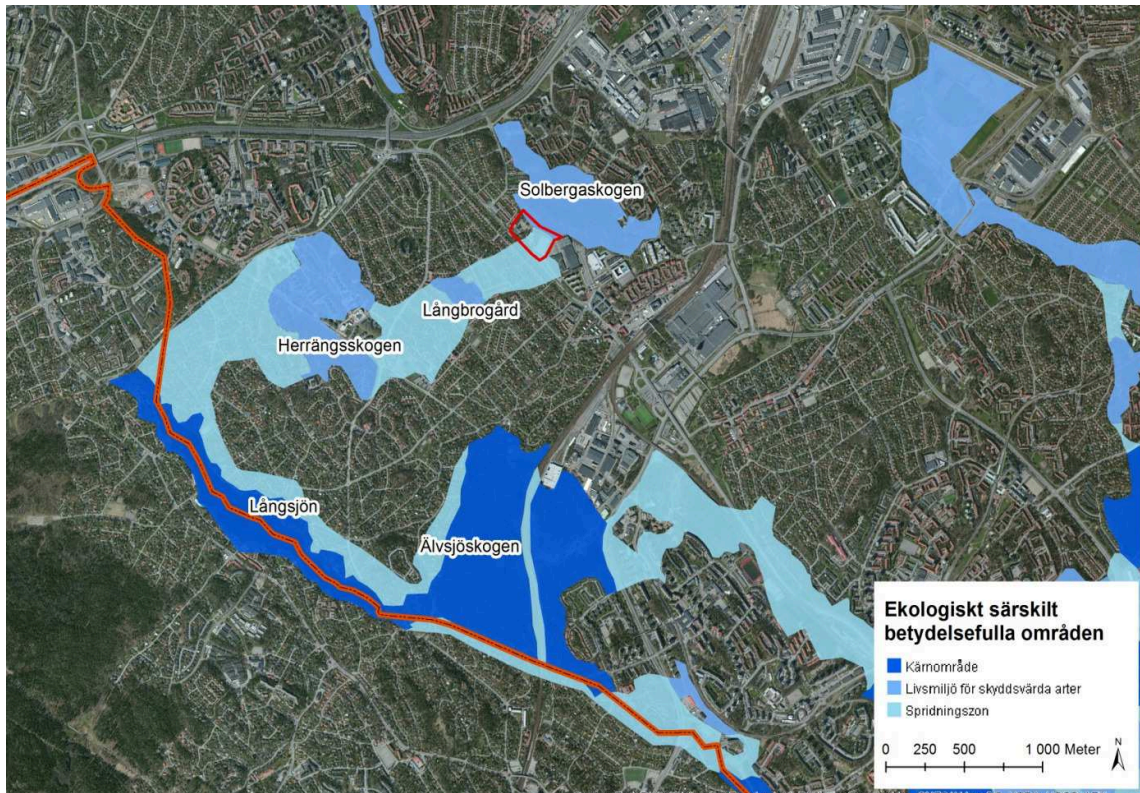 Solbergaskogen
Långbrogård
Herrängsskogen
Långsjön
Älvsjöskogen
Ekologiskt särskilt
betydelsefulla områden
Kärnområde
Livsmiljö för skyddsvärda arter
Spridningszon
0 250 500 1 000 Meter
N